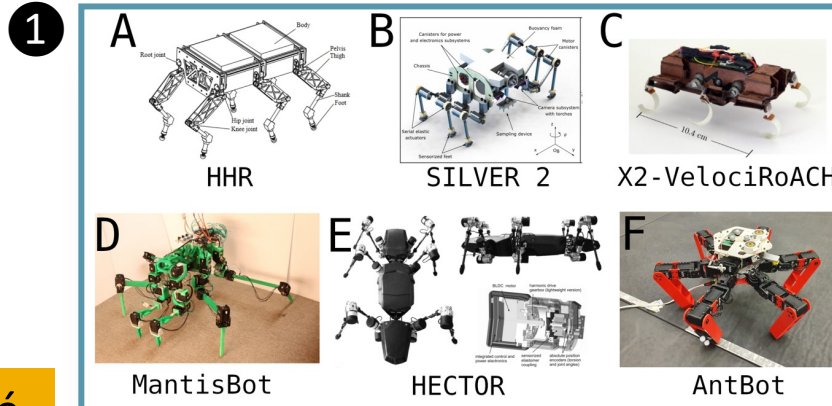 1
A
Body
Root joint
Pelvis
Thigh
Shank
Foot
Hip joint
Knee joint
HHR
B
Canisters for power
and electronics subsystems
Buoyancy foam
Motor
canisters
Chassis
Camera subsystem
with torches
Serial elastic
actuators
Sampling device
Sensorized feet
z
x
y
SILVER 2
C
10.4 cm
X2-VelociRoACH
D
MantisBot
E
BLDC motor
harmonic drive
gearbox (lightweight version)
integrated control and
power electronics
sensorized
elastomer
coupling
absolute position
encoders (torsion
and joint angles)
HECTOR
F
AntBot